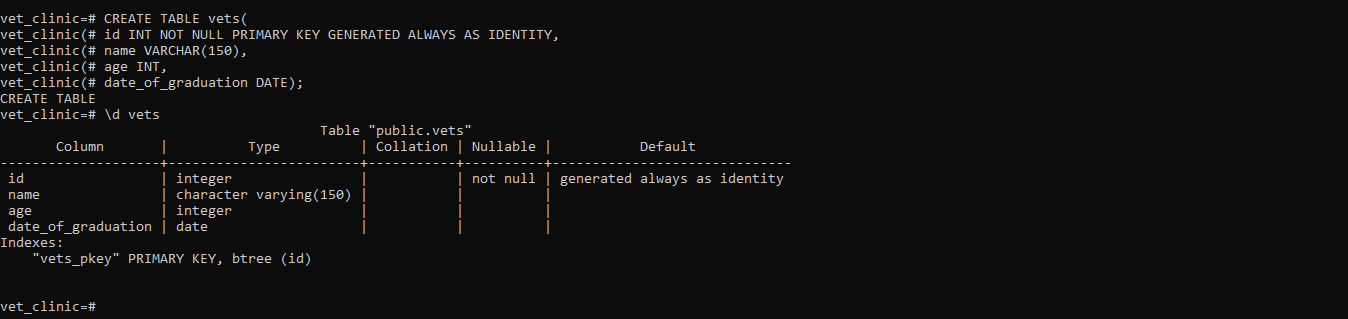 vet_clinic=# CREATE TABLE vets(
vet_clinic(# id INT NOT NULL PRIMARY KEY GENERATED ALWAYS AS IDENTITY,
vet_clinic(# name VARCHAR(150),
vet_clinic(# age INT,
vet_clinic(# date_of_graduation DATE);
CREATE TABLE
vet_clinic=# \d vets
                                        Table "public.vets"
       Column       |          Type          | Collation | Nullable |           Default
--------------------+------------------------+-----------+----------+------------------------------
 id                 | integer                |           | not null | generated always as identity
 name               | character varying(150) |           |          |
 age                | integer                |           |          |
 date_of_graduation | date                   |           |          |
Indexes:
    "vets_pkey" PRIMARY KEY, btree (id)
vet_clinic=#